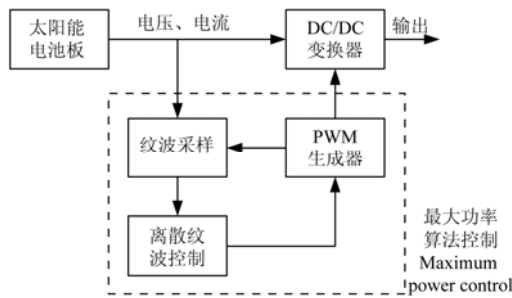 太阳能
电池板
电压、电流
DC/DC
变换器
输出
纹波采样
PWM
生成器
离散纹
波控制
最大功率
算法控制
Maximum
power control